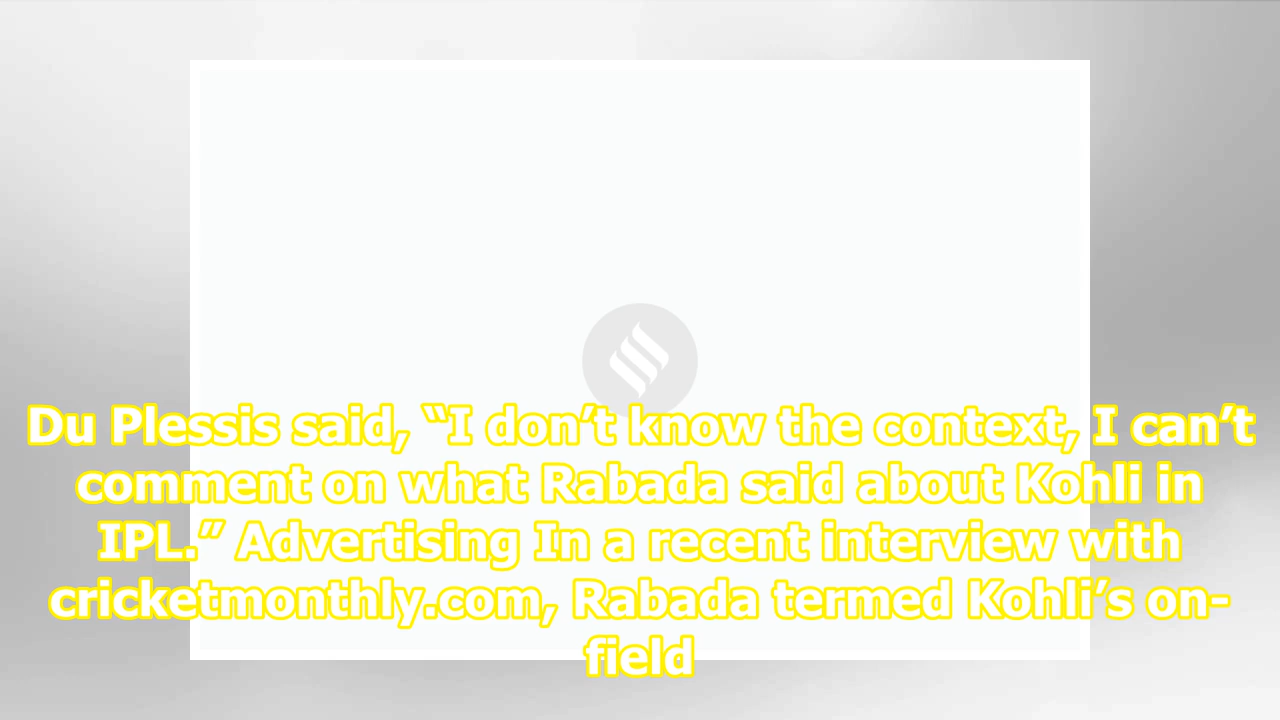 Du Plessis said, “I don’t know the context, I can’t
comment on what Rabada said about Kohli in
IPL.” Advertising In a recent interview with
cricketmonthly.com, Rabada termed Kohli’s on-
field